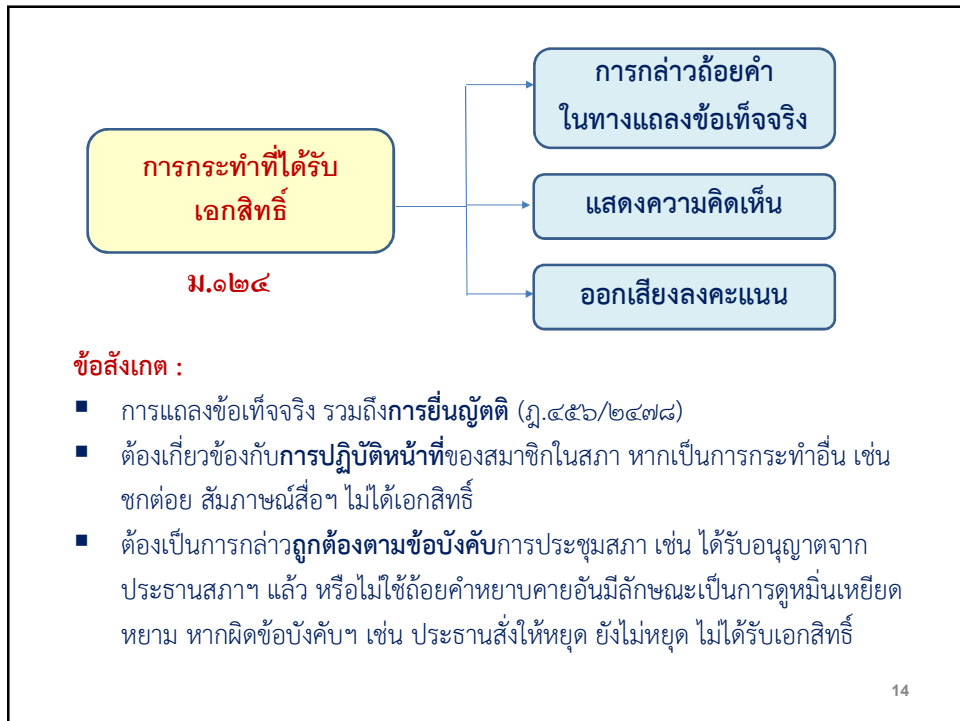 การกล่าวถ้อยคำ
ในทางแถลงข้อเท็จจริง
การกระทำที่ได้รับ
เอกสิทธิ์
แสดงความคิดเห็น
ม.๑๒๔
ออกเสียงลงคะแนน
ข้อสังเกต :
▪ การแถลงข้อเท็จจริง รวมถึงการยื่นญัตติ (ฎ.๔๕๖/๒๔๗๘)
▪ ต้องเกี่ยวข้องกับการปฏิบัติหน้าที่ของสมาชิกในสภา หากเป็นการกระทำอื่น เช่น
ชกต่อย สัมภาษณ์สื่อฯ ไม่ได้เอกสิทธิ์
▪ ต้องเป็นการกล่าวถูกต้องตามข้อบังคับการประชุมสภา เช่น ได้รับอนุญาตจาก
ประธานสภาฯ แล้ว หรือไม่ใช้ถ้อยคำหยาบคายอันมีลักษณะเป็นการดูหมิ่นเหยียด
หยาม หากผิดข้อบังคับฯ เช่น ประธานสั่งให้หยุด ยังไม่หยุด ไม่ได้รับเอกสิทธิ์
14